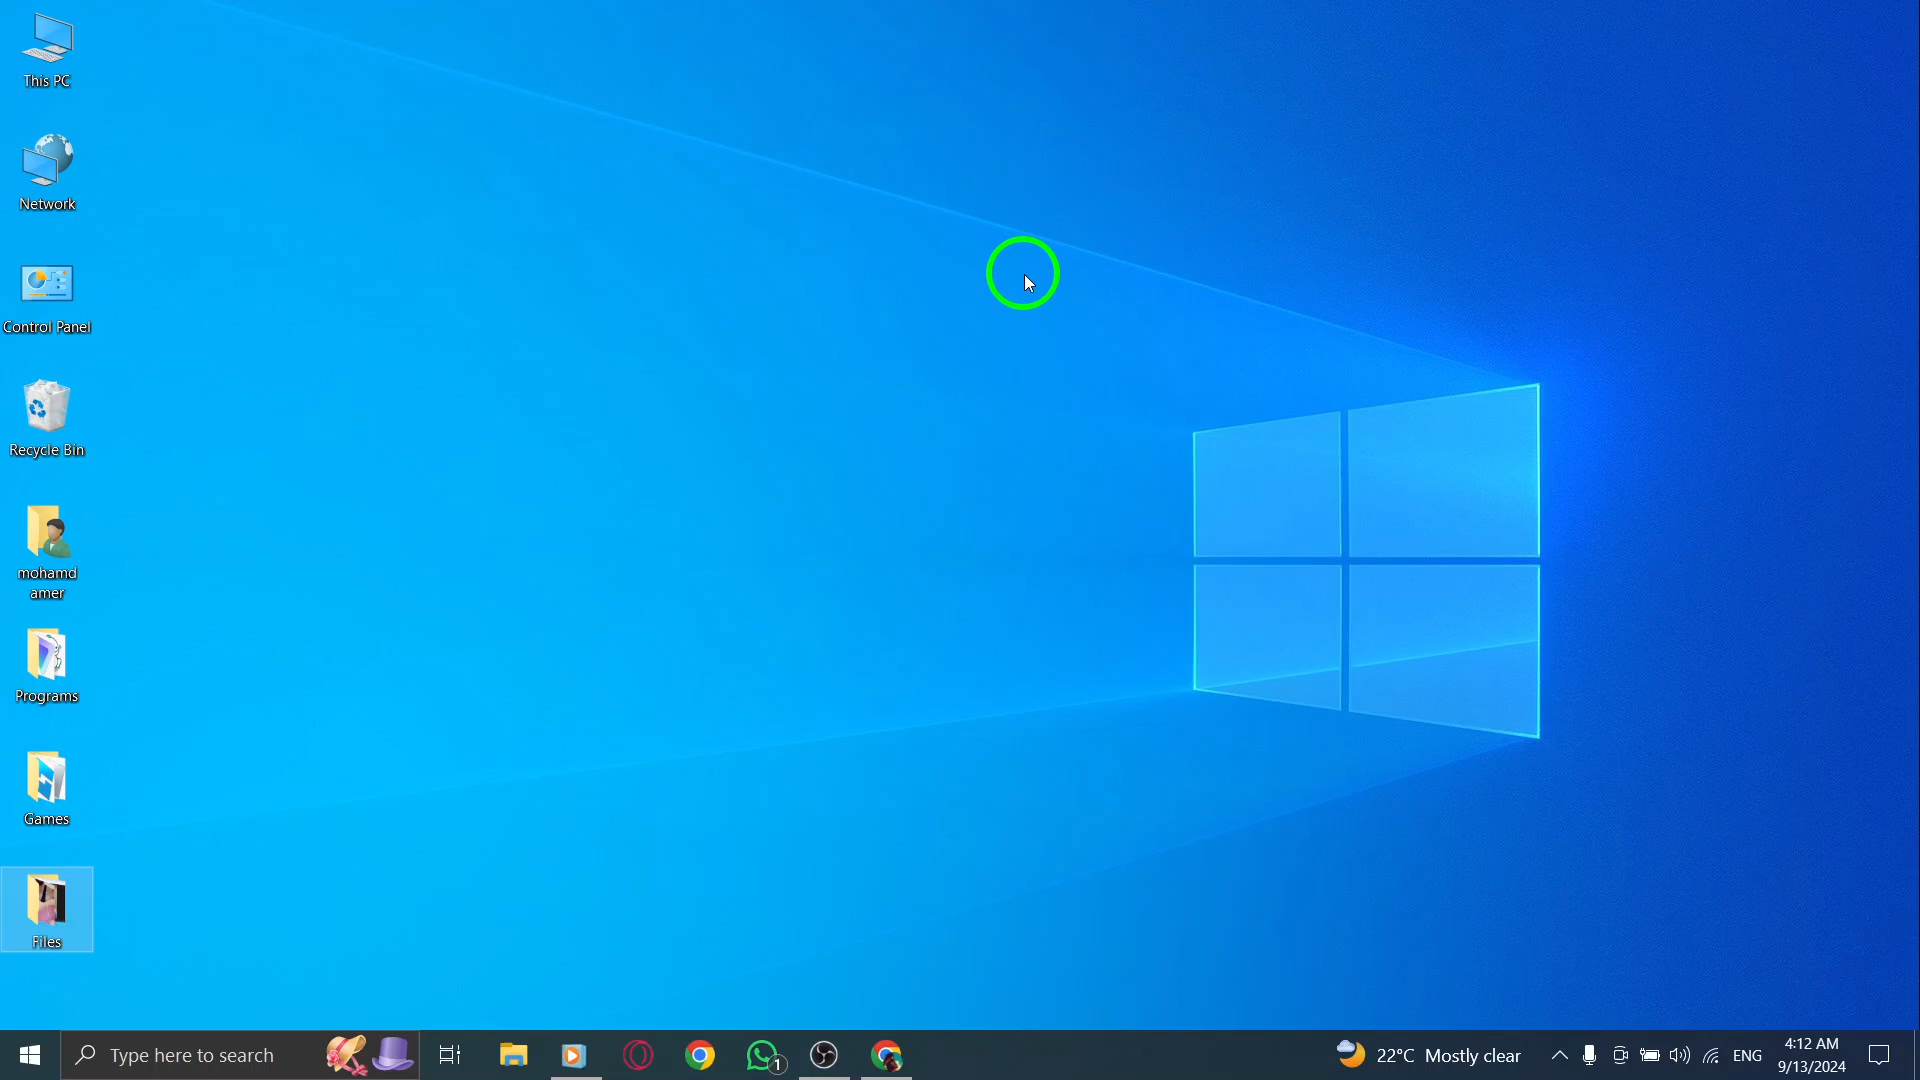 This PC
Network
Control Panel
Recycle Bin
mohamd
amer
Programs
Games
Files
Type here to search
1
22°C Mostly clear
ENG
4:12 AM
9/13/2024